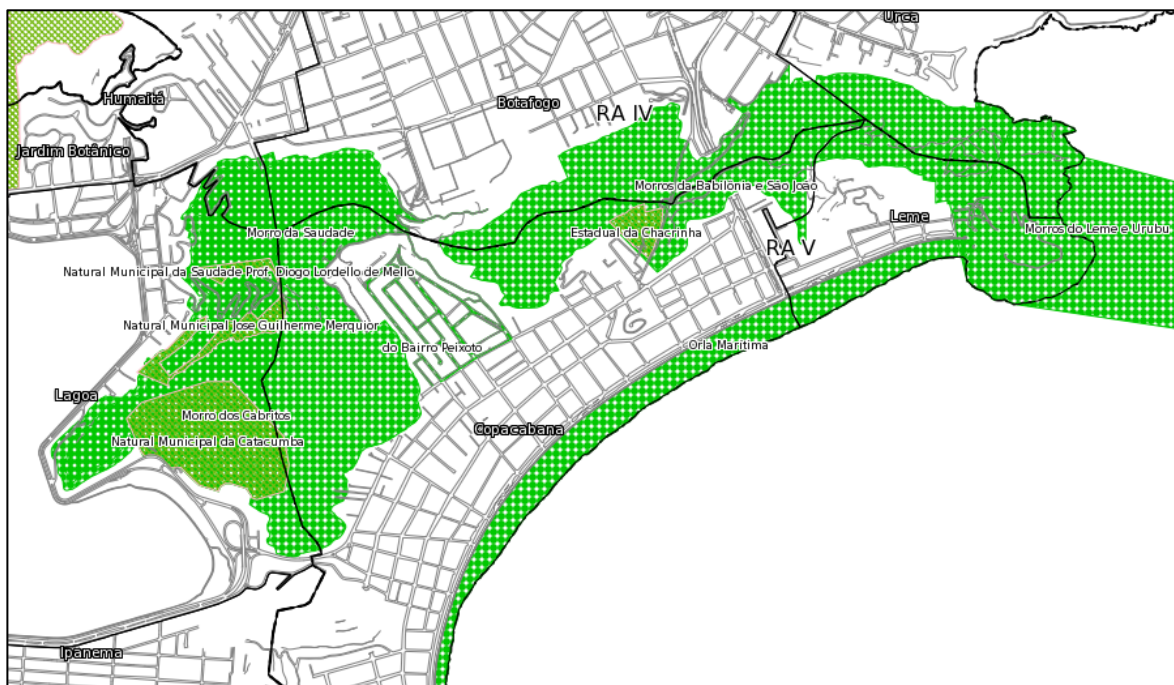 Urca
Humaitá
Botafogo
RA IV
Jardim Botânico
Morros da Babilônia e São João
Leme
Morros do Leme e Urubu
Morro da Saudade
Estadual da Chacrinha
RA V
Natural Municipal da Saudade Prof. Diogo Lordello de Mello
Natural Municipal José Guilherme Merquior
do Bairro Peixoto
Orla Marítima
Lagoa
Morro dos Cabritos
Copacabana
Natural Municipal da Catacumba
Ipanema